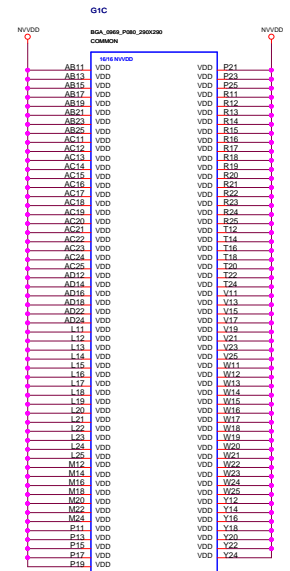 G1C
NVVDD
BGA_0969_P080_290X290
COMMON
NVVDD
16/16 NVVDD
AB11 VDD VDD P21
AB13 VDD VDD P23
AB15 VDD VDD P25
AB17 VDD VDD R11
AB19 VDD VDD R12
AB21 VDD VDD R13
AB23 VDD VDD R14
AB25 VDD VDD R15
AC11 VDD VDD R16
AC12 VDD VDD R17
AC13 VDD VDD R18
AC14 VDD VDD R19
AC15 VDD VDD R20
AC16 VDD VDD R21
AC17 VDD VDD R22
AC18 VDD VDD R23
AC19 VDD VDD R24
AC20 VDD VDD R25
AC21 VDD VDD T12
AC22 VDD VDD T14
AC23 VDD VDD T16
AC24 VDD VDD T18
AC25 VDD VDD T20
AD12 VDD VDD T22
AD14 VDD VDD T24
AD16 VDD VDD V11
AD18 VDD VDD V13
AD22 VDD VDD V15
AD24 VDD VDD V17
L11 VDD VDD V19
L12 VDD VDD V21
L13 VDD VDD V23
L14 VDD VDD V25
L15 VDD VDD W11
L16 VDD VDD W12
L17 VDD VDD W13
L18 VDD VDD W14
L19 VDD VDD W15
L20 VDD VDD W16
L21 VDD VDD W17
L22 VDD VDD W18
L23 VDD VDD W19
L24 VDD VDD W20
L25 VDD VDD W21
M12 VDD VDD W22
M14 VDD VDD W23
M16 VDD VDD W24
M18 VDD VDD W25
M20 VDD VDD Y12
M22 VDD VDD Y14
M24 VDD VDD Y16
P11 VDD VDD Y18
P13 VDD VDD Y20
P15 VDD VDD Y22
P17 VDD VDD Y24
P19 VDD